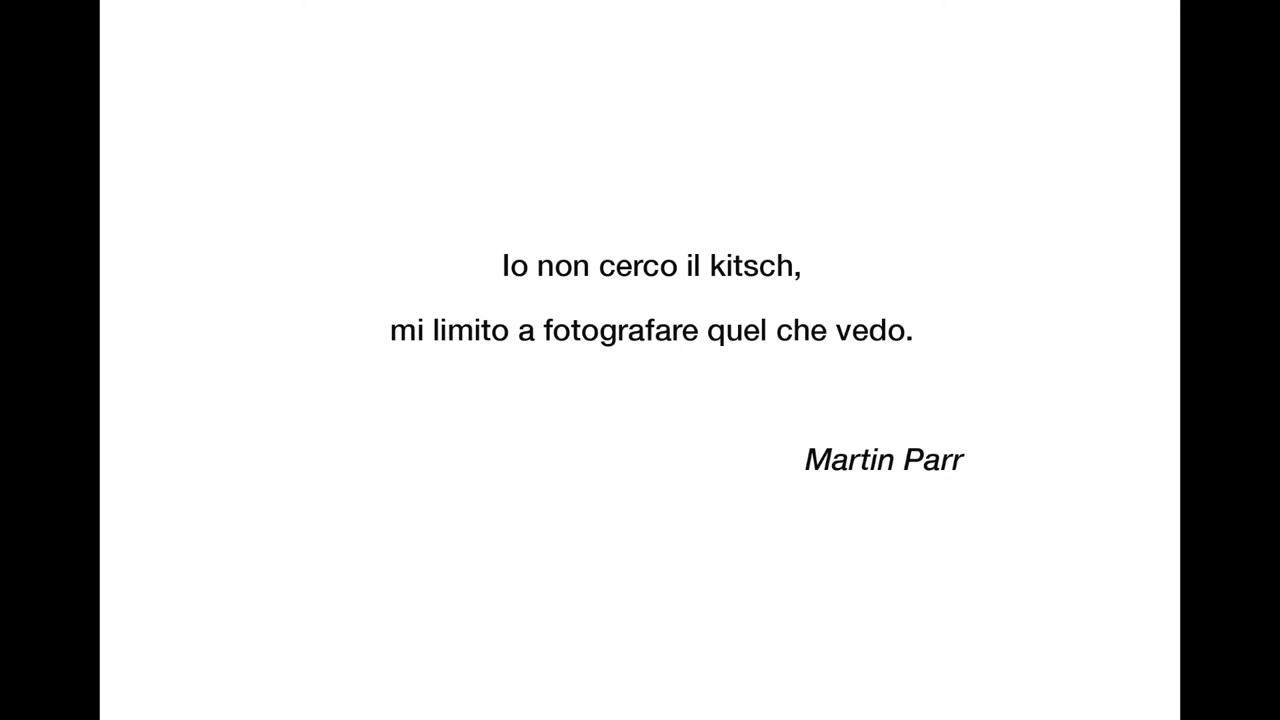 Io non cerco il kitsch,
mi limito a fotografare quel che vedo.
Martin Parr